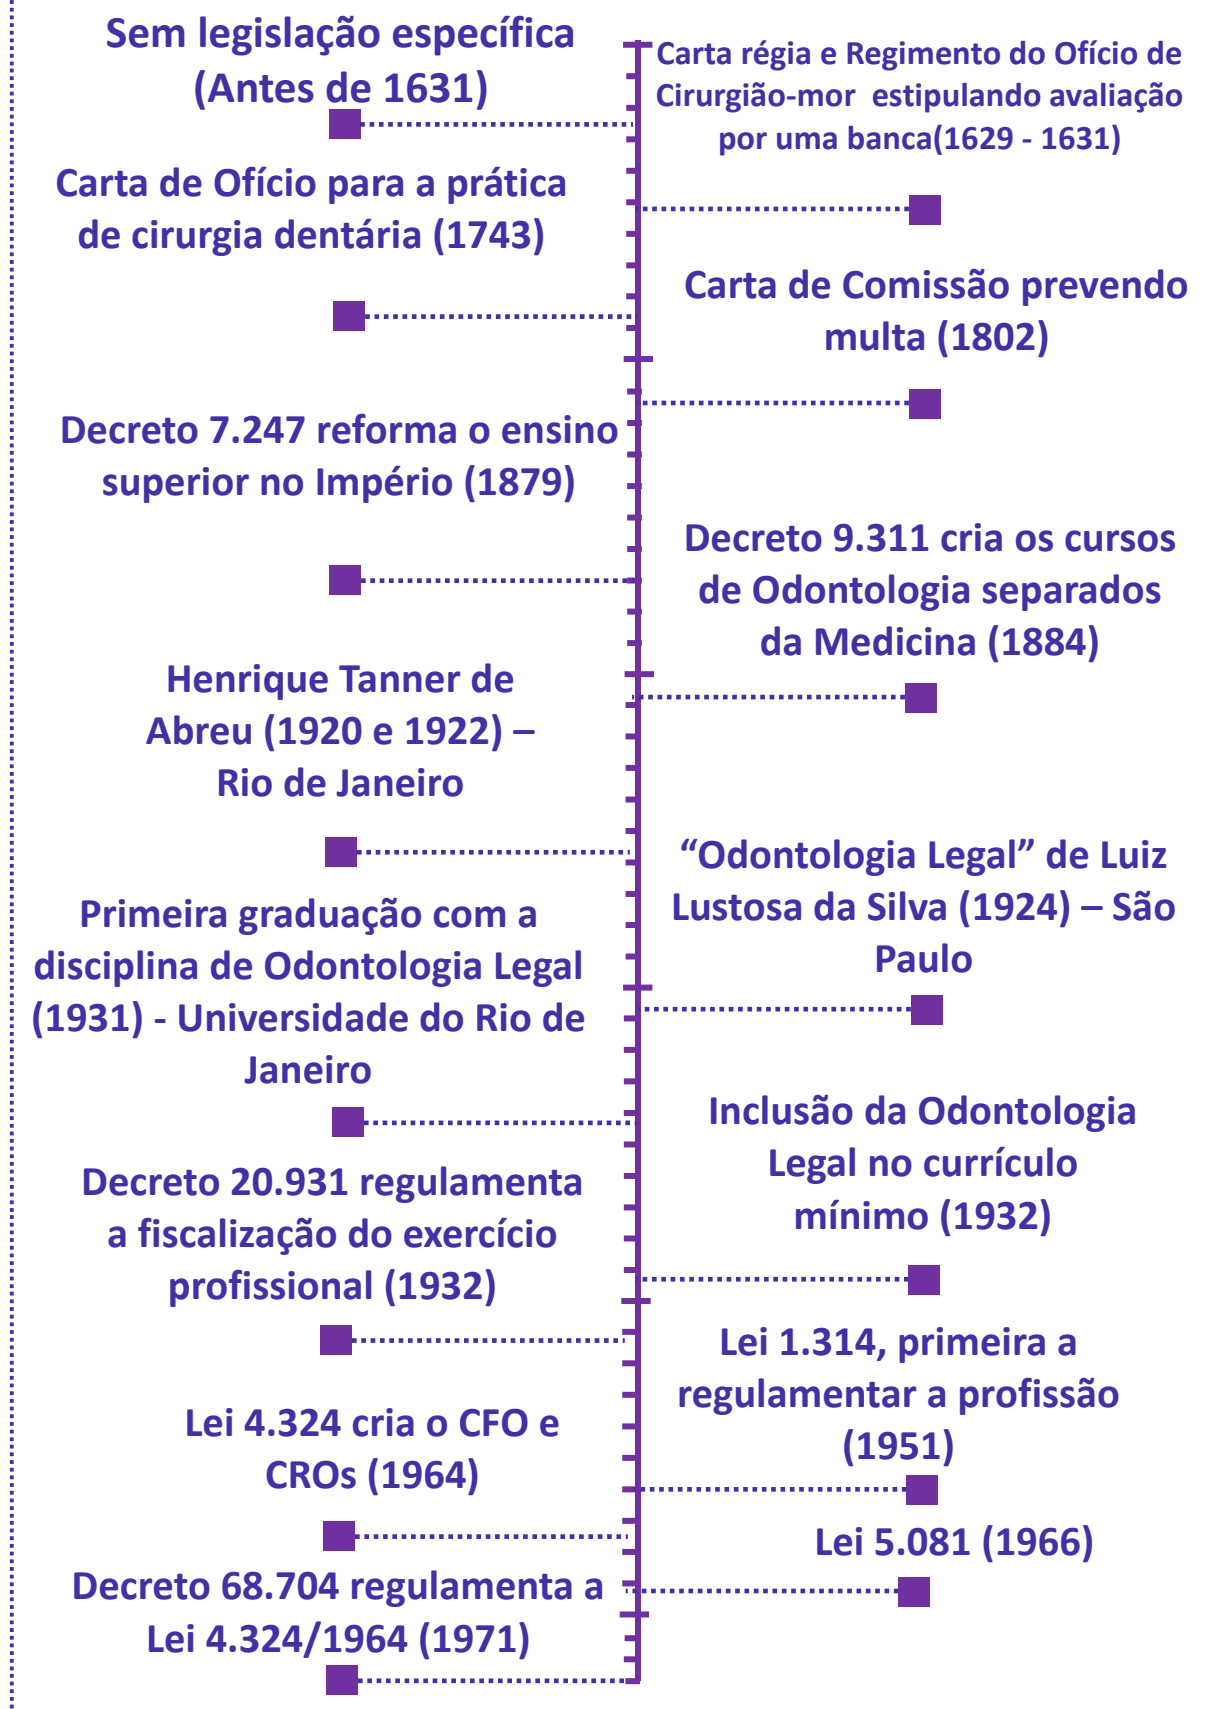 Sem legislação específica
(Antes de 1631)
Carta régia e Regimento do Ofício de
Cirurgião-mor estipulando avaliação
por uma banca(1629 - 1631)
Carta de Ofício para a prática
de cirurgia dentária (1743)
Carta de Comissão prevendo
multa (1802)
Decreto 7.247 reforma o ensino
superior no Império (1879)
Decreto 9.311 cria os cursos
de Odontologia separados
da Medicina (1884)
Henrique Tanner de
Abreu (1920 e 1922) –
Rio de Janeiro
“Odontologia Legal” de Luiz
Lustosa da Silva (1924) – São
Paulo
Primeira graduação com a
disciplina de Odontologia Legal
(1931) - Universidade do Rio de
Janeiro
Inclusão da Odontologia
Legal no currículo
mínimo (1932)
Decreto 20.931 regulamenta
a fiscalização do exercício
profissional (1932)
Lei 1.314, primeira a
regulamentar a profissão
(1951)
Lei 4.324 cria o CFO e
CROs (1964)
Lei 5.081 (1966)
Decreto 68.704 regulamenta a
Lei 4.324/1964 (1971)